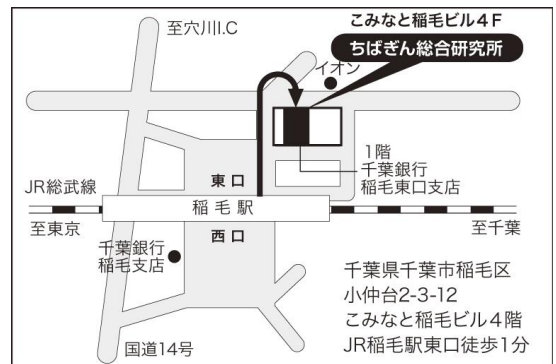 こみなと稲毛ビル4F
ちばぎん総合研究所
至穴川I.C
イオン
1階
千葉銀行
稲毛東口支店
東口
JR総武線
稲毛駅
至東京
至千葉
西口
千葉銀行
稲毛支店
国道14号
千葉県千葉市稲毛区
小仲台2-3-12
こみなと稲毛ビル4階
JR稲毛駅東口徒歩1分